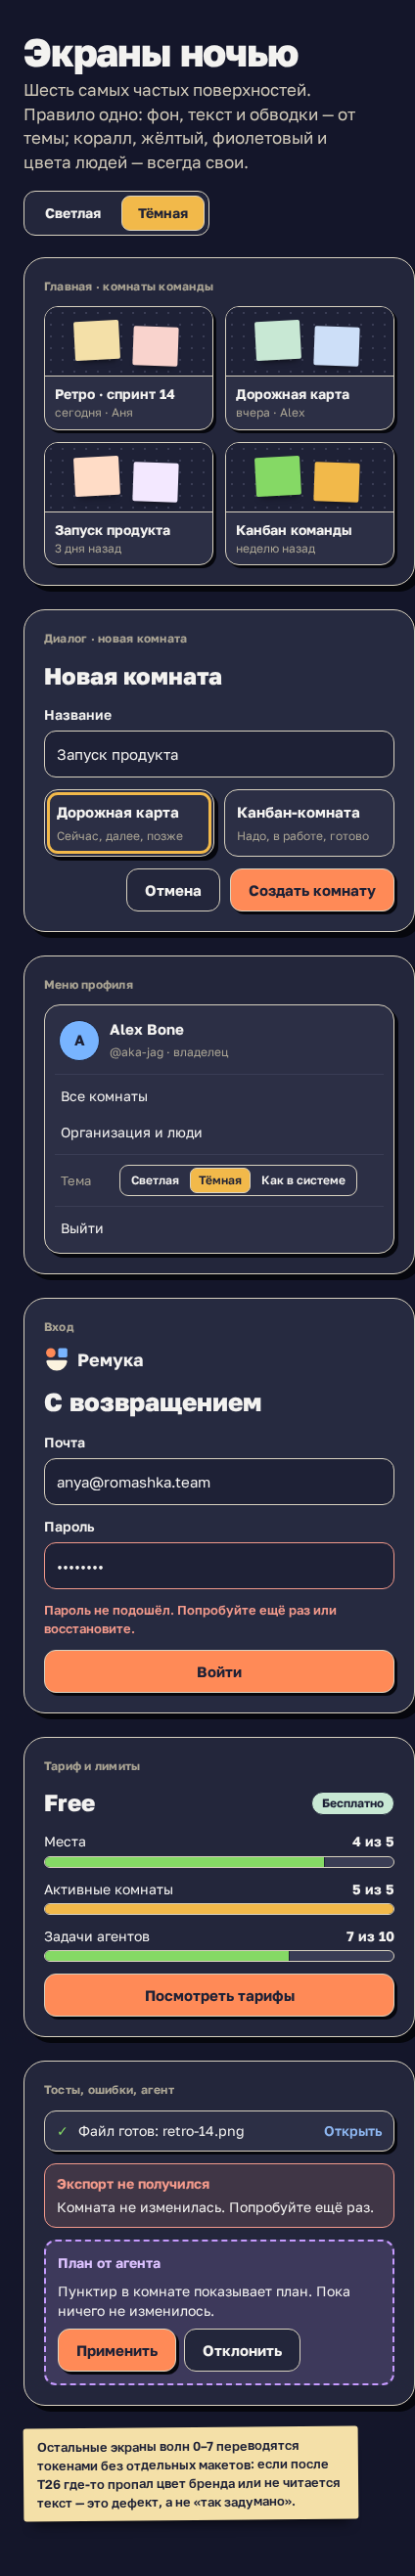 Экраны ночью
Шесть самых частых поверхностей.
Правило одно: фон, текст и обводки — от
темы; коралл, жёлтый, фиолетовый и
цвета людей — всегда свои.
Светлая Тёмная
Главная · комнаты команды
Ретро · спринт 14
сегодня · Аня
Дорожная карта
вчера · Alex
Запуск продукта
3 дня назад
Канбан команды
неделю назад
Диалог · новая комната
Новая комната
Название
Запуск продукта
Дорожная карта
Сейчас, далее, позже
Канбан-комната
Надо, в работе, готово
Отмена Создать комнату
Меню профиля
A
Alex Bone
@aka-jag · владелец
Все комнаты
Организация и люди
Тема Светлая Тёмная Как в системе
Выйти
Вход
Ремука
С возвращением
Почта
anya@romashka.team
Пароль
••••••••
Пароль не подошёл. Попробуйте ещё раз или
восстановите.
Войти
Тариф и лимиты
Free Бесплатно
Места 4 из 5
Активные комнаты 5 из 5
Задачи агентов 7 из 10
Посмотреть тарифы
Тосты, ошибки, агент
✓ Файл готов: retro-14.png Открыть
Экспорт не получился
Комната не изменилась. Попробуйте ещё раз.
План от агента
Пунктир в комнате показывает план. Пока
ничего не изменилось.
Применить Отклонить
Остальные экраны волн 0–7 переводятся
токенами без отдельных макетов: если после
T26 где-то пропал цвет бренда или не читается
текст — это дефект, а не «так задумано».